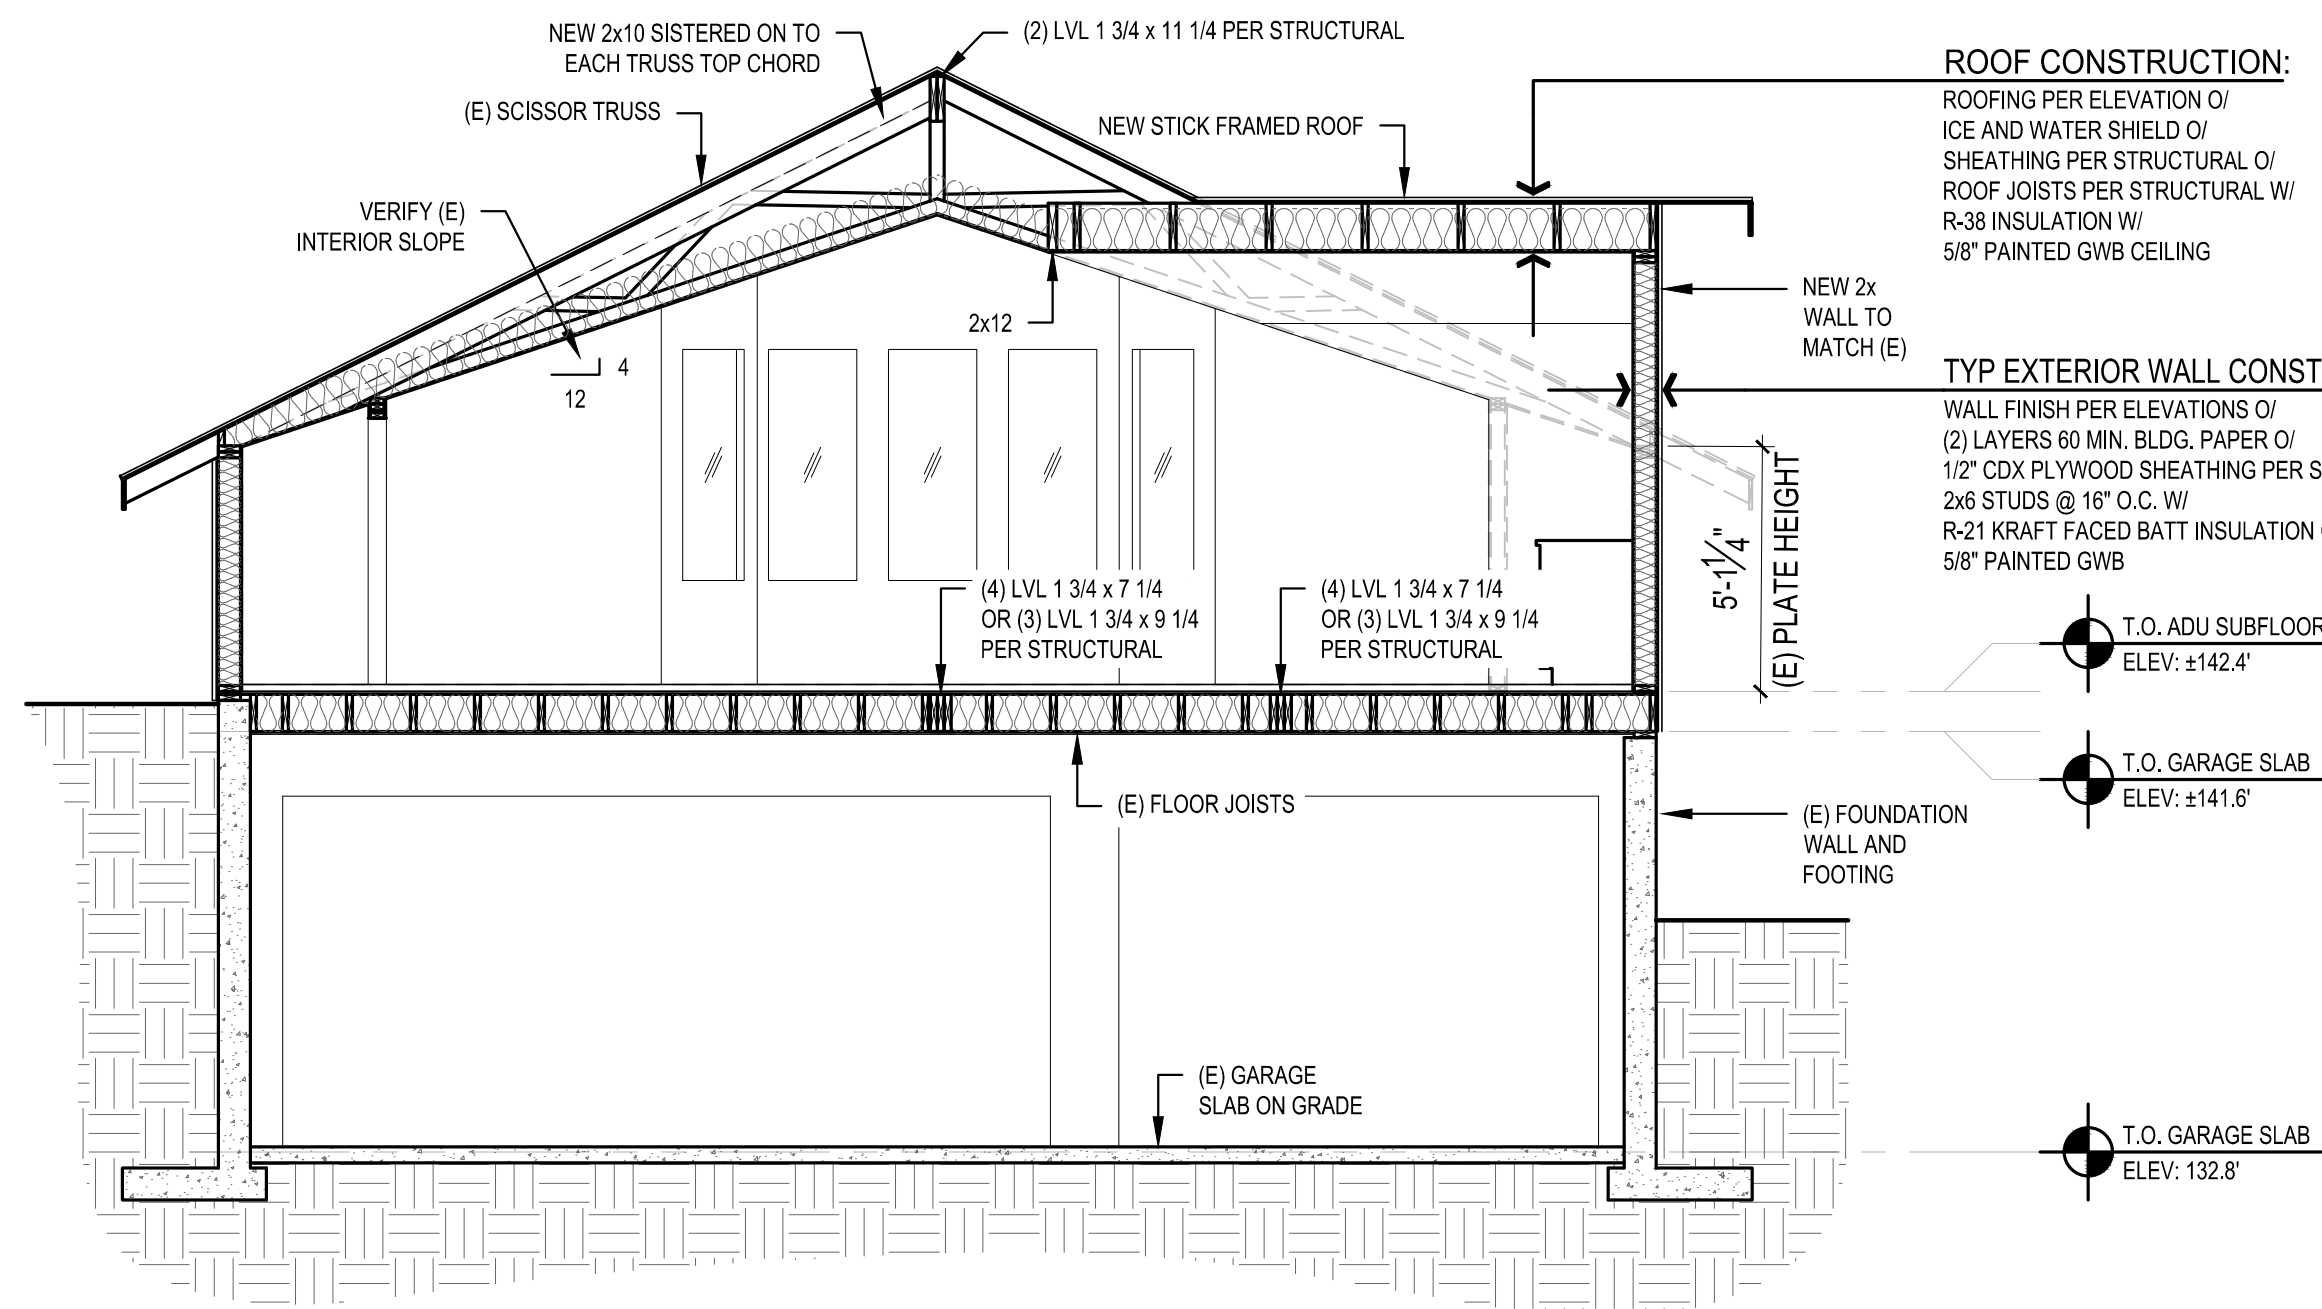 NEW 2x10 SISTERED ON TO
EACH TRUSS TOP CHORD
(2) LVL 1 3/4 x 11 1/4 PER STRUCTURAL
(E) SCISSOR TRUSS
NEW STICK FRAMED ROOF
VERIFY (E)
INTERIOR SLOPE
4
12
2x12
ROOF CONSTRUCTION:
ROOFING PER ELEVATION O/
ICE AND WATER SHIELD O/
SHEATHING PER STRUCTURAL O/
ROOF JOISTS PER STRUCTURAL W/
R-38 INSULATION W/
5/8" PAINTED GWB CEILING
NEW 2x
WALL TO
MATCH (E)
TYP EXTERIOR WALL CONST
WALL FINISH PER ELEVATIONS O/
(2) LAYERS 60 MIN. BLDG. PAPER O/
1/2" CDX PLYWOOD SHEATHING PER S
2x6 STUDS @ 16" O.C. W/
R-21 KRAFT FACED BATT INSULATION
5/8" PAINTED GWB
5'-1 1/4"
(E) PLATE HEIGHT
(4) LVL 1 3/4 x 7 1/4
OR (3) LVL 1 3/4 x 9 1/4
PER STRUCTURAL
(4) LVL 1 3/4 x 7 1/4
OR (3) LVL 1 3/4 x 9 1/4
PER STRUCTURAL
T.O. ADU SUBFLOOR
ELEV: ±142.4'
T.O. GARAGE SLAB
ELEV: ±141.6'
(E) FLOOR JOISTS
(E) FOUNDATION
WALL AND
FOOTING
(E) GARAGE
SLAB ON GRADE
T.O. GARAGE SLAB
ELEV: 132.8'